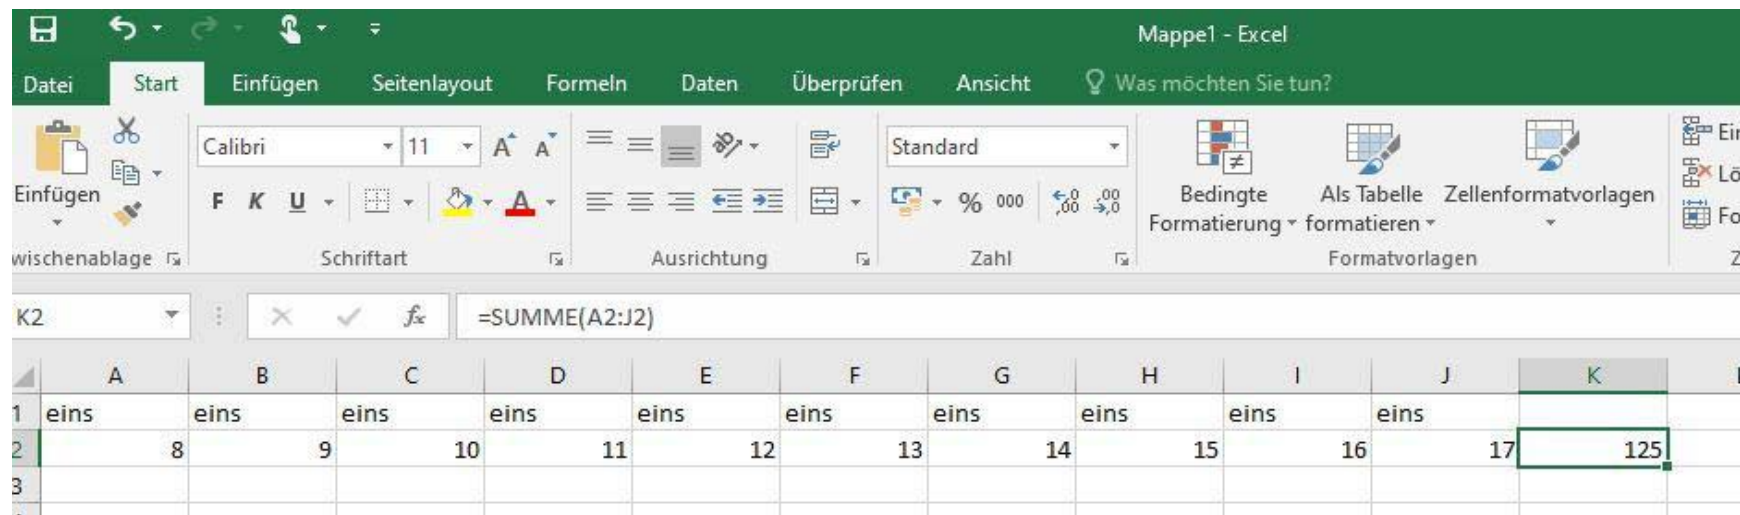 Mappe1 - Excel
Datei Start Einfügen Seitenlayout Formeln Daten Überprüfen Ansicht Was möchten Sie tun?
Calibri 11 Standard
Einfügen F K U A % 000 Bedingte Formatierung Als Tabelle formatieren Zellenformatvorlagen
Schriftart Ausrichtung Zahl Formatvorlagen
K2 fx =SUMME(A2:J2)
A B C D E F G H I J K
1 eins eins eins eins eins eins eins eins eins eins
2 8 9 10 11 12 13 14 15 16 17 125
3